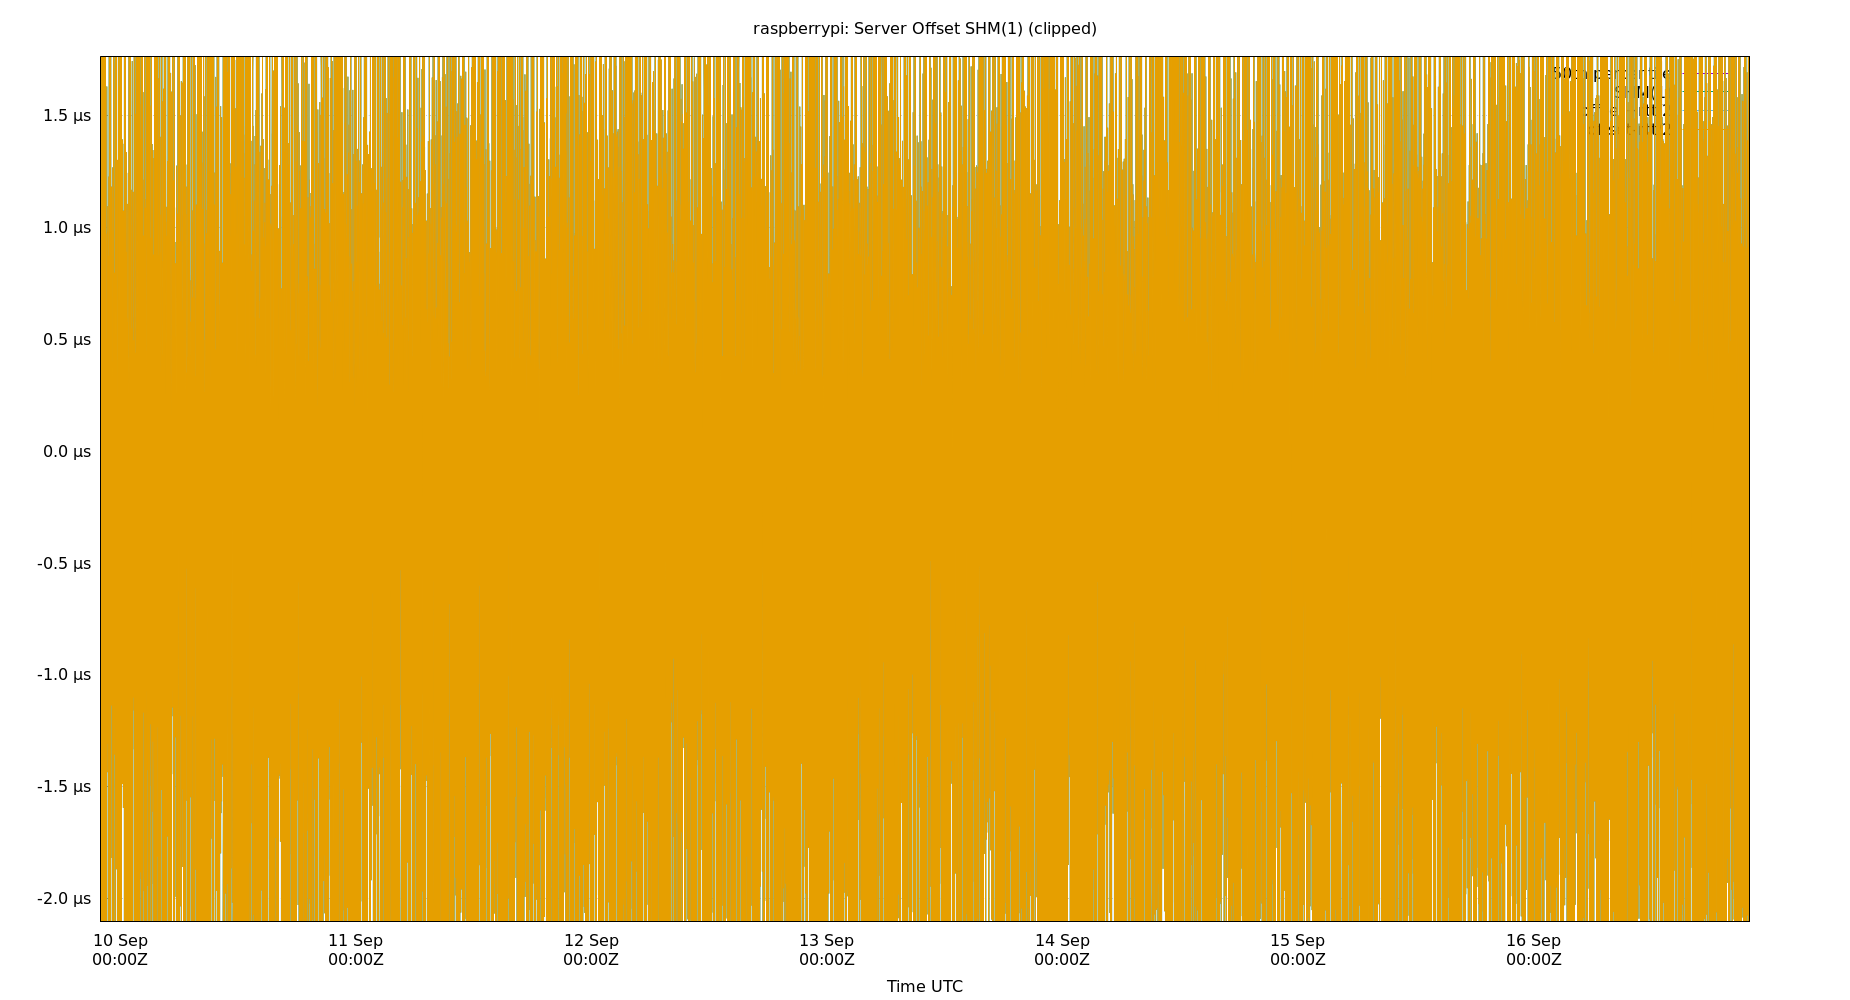 raspberrypi: Server Offset SHM(1) (clipped)
1.5 µs
1.0 µs
0.5 µs
0.0 µs
-0.5 µs
-1.0 µs
-1.5 µs
-2.0 µs
10 Sep 00:00Z
11 Sep 00:00Z
12 Sep 00:00Z
13 Sep 00:00Z
14 Sep 00:00Z
15 Sep 00:00Z
16 Sep 00:00Z
Time UTC